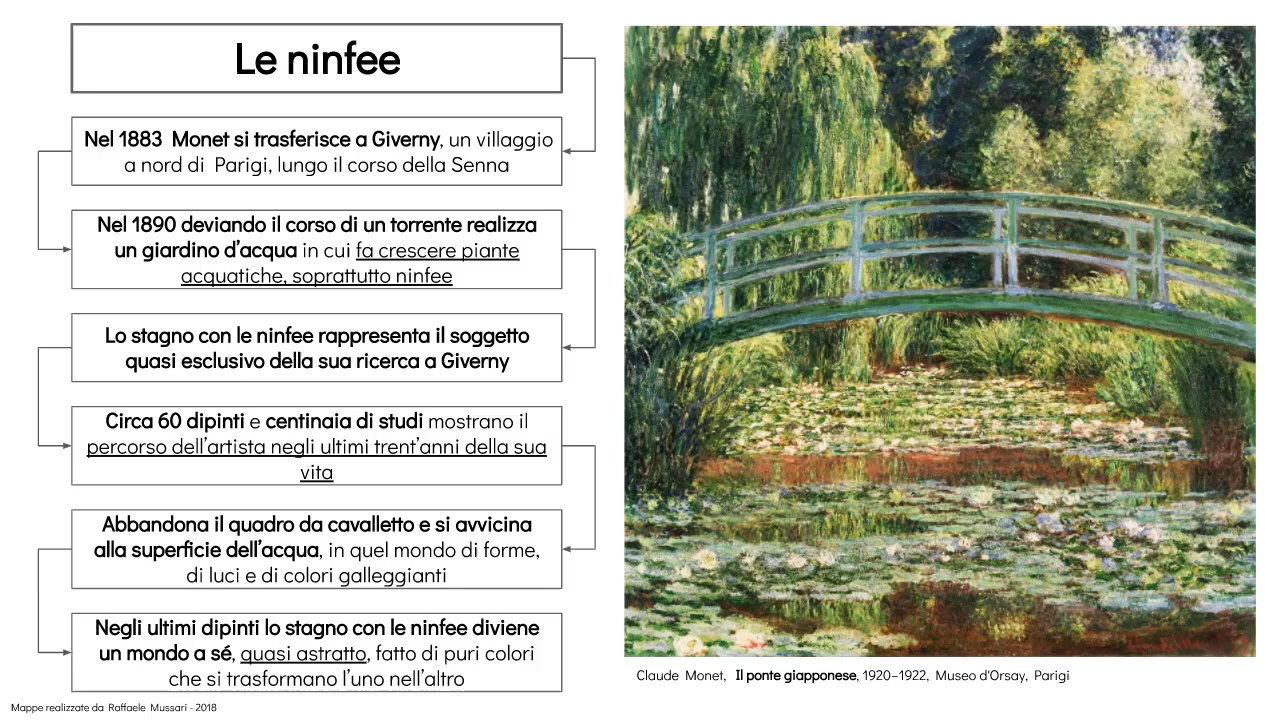 Le ninfee
Nel 1883 Monet si trasferisce a Giverny, un villaggio
a nord di Parigi, lungo il corso della Senna
Nel 1890 deviando il corso di un torrente realizza
un giardino d'acqua in cui fa crescere piante
acquatiche, soprattutto ninfee
Lo stagno con le ninfee rappresenta il soggetto
quasi esclusivo della sua ricerca a Giverny
Circa 60 dipinti e centinaia di studi mostrano il
percorso dell'artista negli ultimi trent'anni della sua
vita
Abbandona il quadro da cavalletto e si avvicina
alla superficie dell'acqua, in quel mondo di forme,
di luci e di colori galleggianti
Negli ultimi dipinti lo stagno con le ninfee diviene
un mondo a sé, quasi astratto, fatto di puri colori
che si trasformano l'uno nell'altro
Claude Monet, Il ponte giapponese, 1920–1922, Museo d'Orsay, Parigi
Mappe realizzate da Raffaele Mussari - 2018